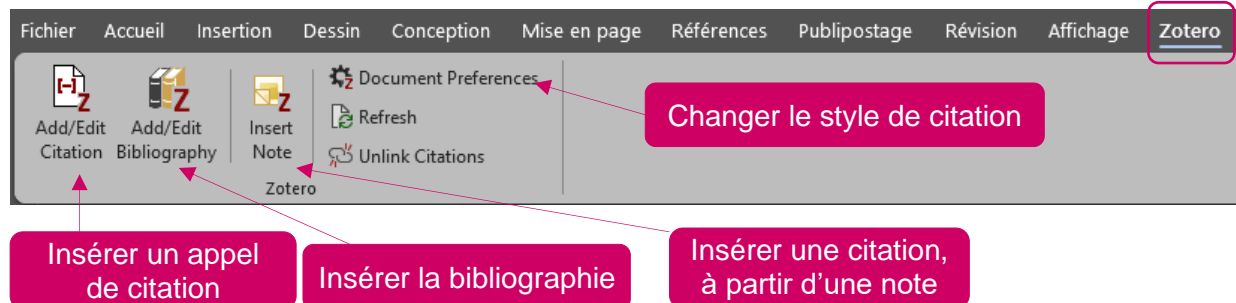 Fichier Accueil Insertion Dessin Conception Mise en page Références Publipostage Révision Affichage Zotero
Add/Edit Citation
Add/Edit Bibliography
Insert Note
Document Preferences
Refresh
Unlink Citations
Zotero
Changer le style de citation
Insérer un appel
de citation
Insérer la bibliographie
Insérer une citation,
à partir d’une note